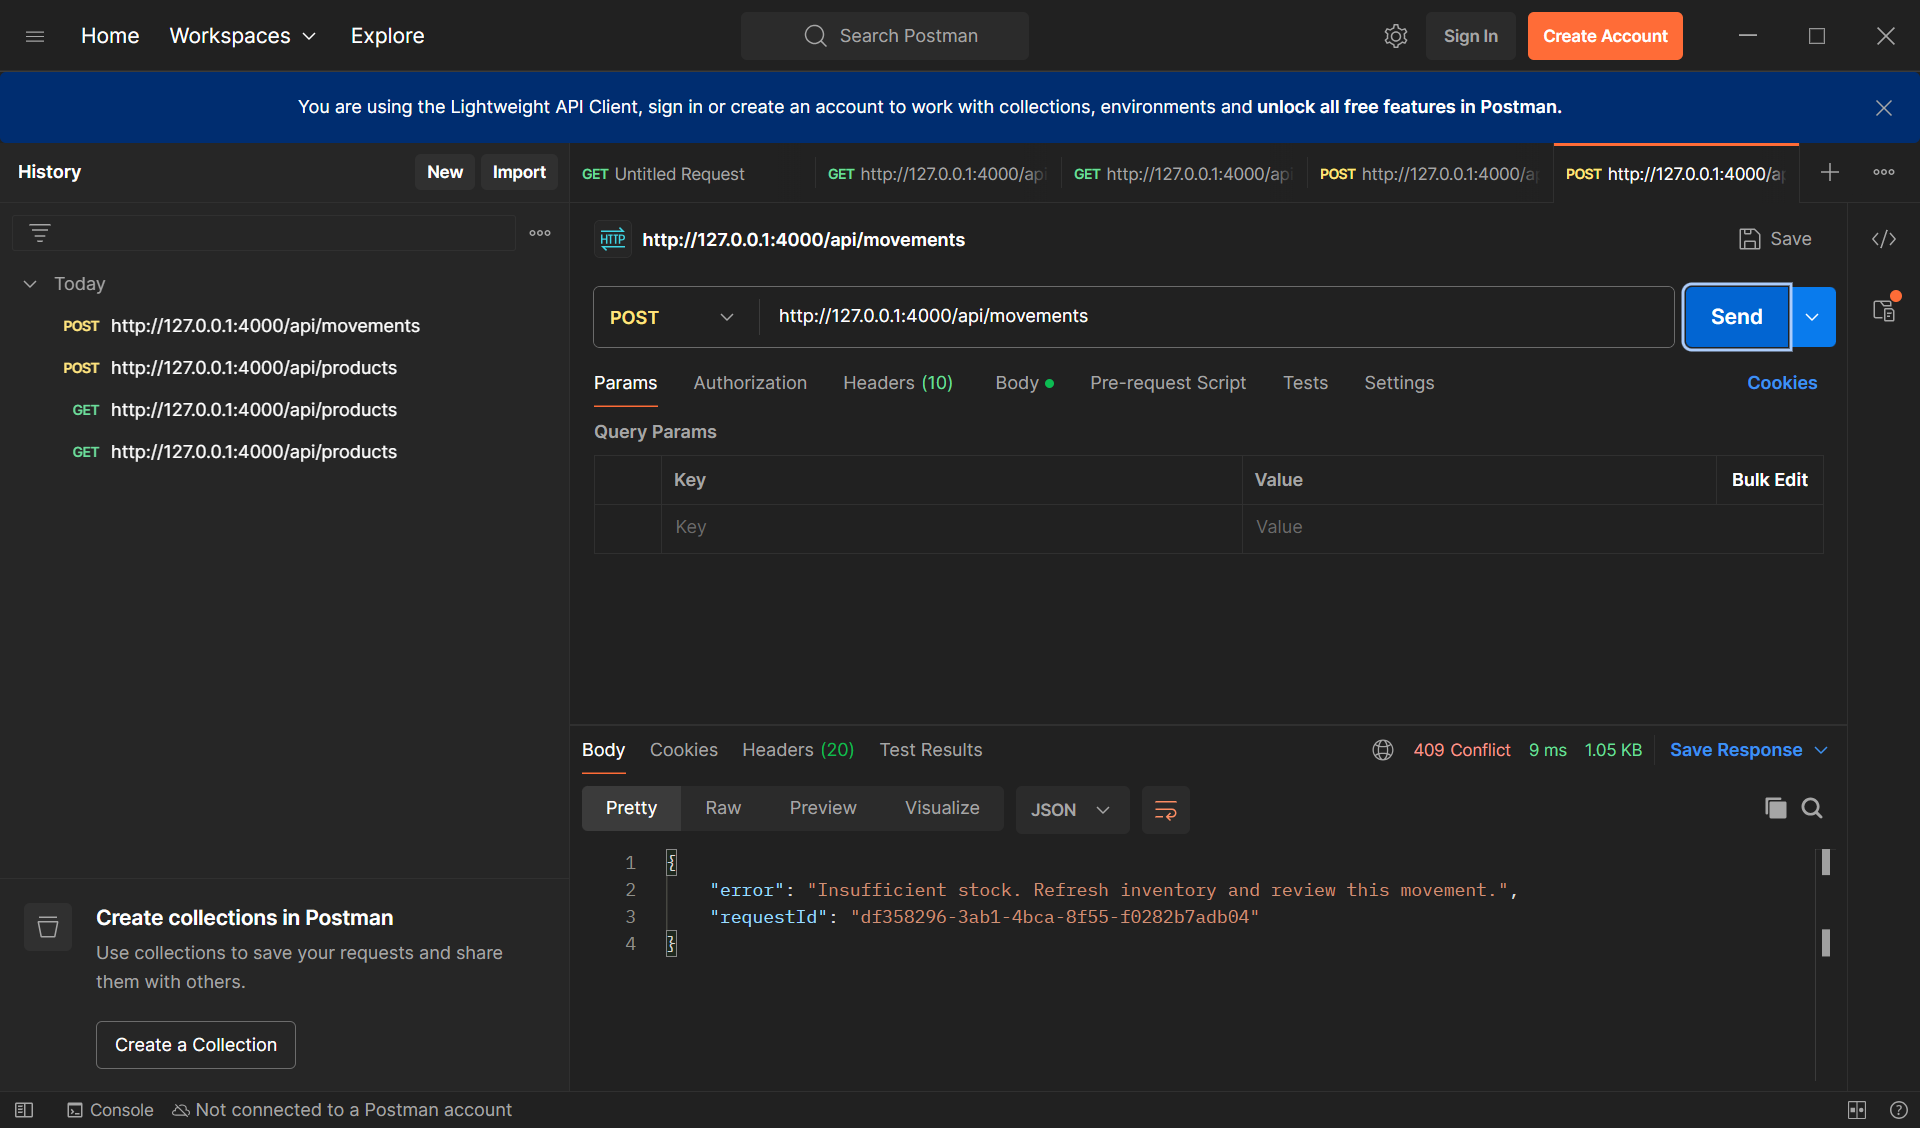 Home Workspaces Explore
Search Postman
Sign In Create Account
You are using the Lightweight API Client, sign in or create an account to work with collections, environments and unlock all free features in Postman.
History New Import
GET Untitled Request
GET http://127.0.0.1:4000/api
GET http://127.0.0.1:4000/api
POST http://127.0.0.1:4000/a
POST http://127.0.0.1:4000/a
Today
POST http://127.0.0.1:4000/api/movements
POST http://127.0.0.1:4000/api/products
GET http://127.0.0.1:4000/api/products
GET http://127.0.0.1:4000/api/products
HTTP http://127.0.0.1:4000/api/movements
Save </>
POST http://127.0.0.1:4000/api/movements
Send
Params Authorization Headers (10) Body Pre-request Script Tests Settings Cookies
Query Params
Key Value Bulk Edit
Key Value
Body Cookies Headers (20) Test Results
409 Conflict 9 ms 1.05 KB Save Response
Pretty Raw Preview Visualize JSON
1 {
2 "error": "Insufficient stock. Refresh inventory and review this movement.",
3 "requestId": "df358296-3ab1-4bca-8f55-f0282b7adb04"
4 }
Create collections in Postman
Use collections to save your requests and share
them with others.
Create a Collection
Console Not connected to a Postman account